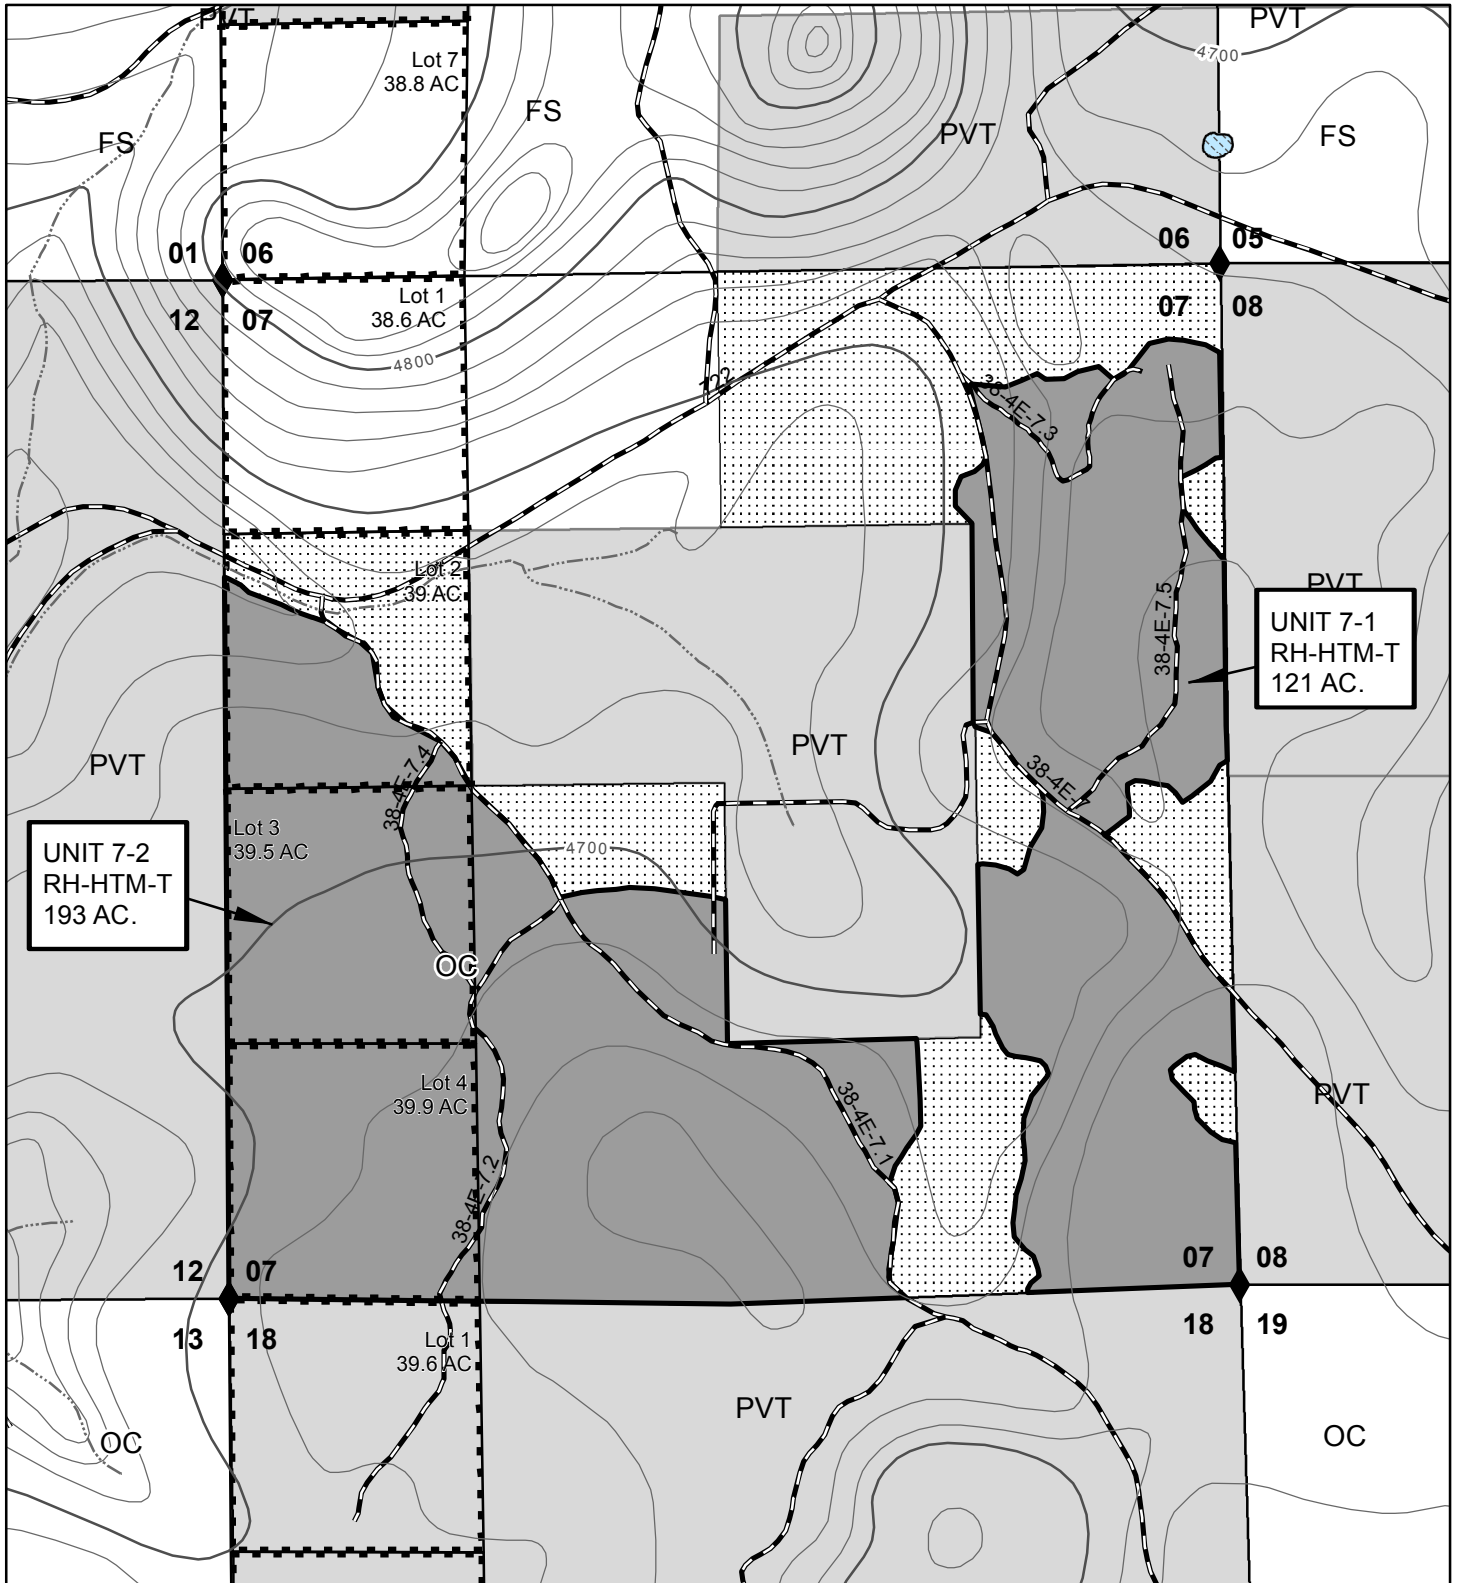 PVT
PVT
Lot 7
38.8 AC
4700
FS
FS
PVT
FS
01
06
06
05
12
07
Lot 1
38.6 AC
07
08
4800
722
38-4E-7.3
Lot 2
39 AC
38-4E-7.5
PVT
UNIT 7-1
RH-HTM-T
121 AC.
PVT
PVT
38-4E-7.4
38-4E-7
Lot 3
39.5 AC
4700
UNIT 7-2
RH-HTM-T
193 AC.
OC
Lot 4
39.9 AC
38-4E-7.1
PVT
38-4E-7.2
12
07
07
08
13
18
18
19
Lot 1
39.6 AC
PVT
OC
OC